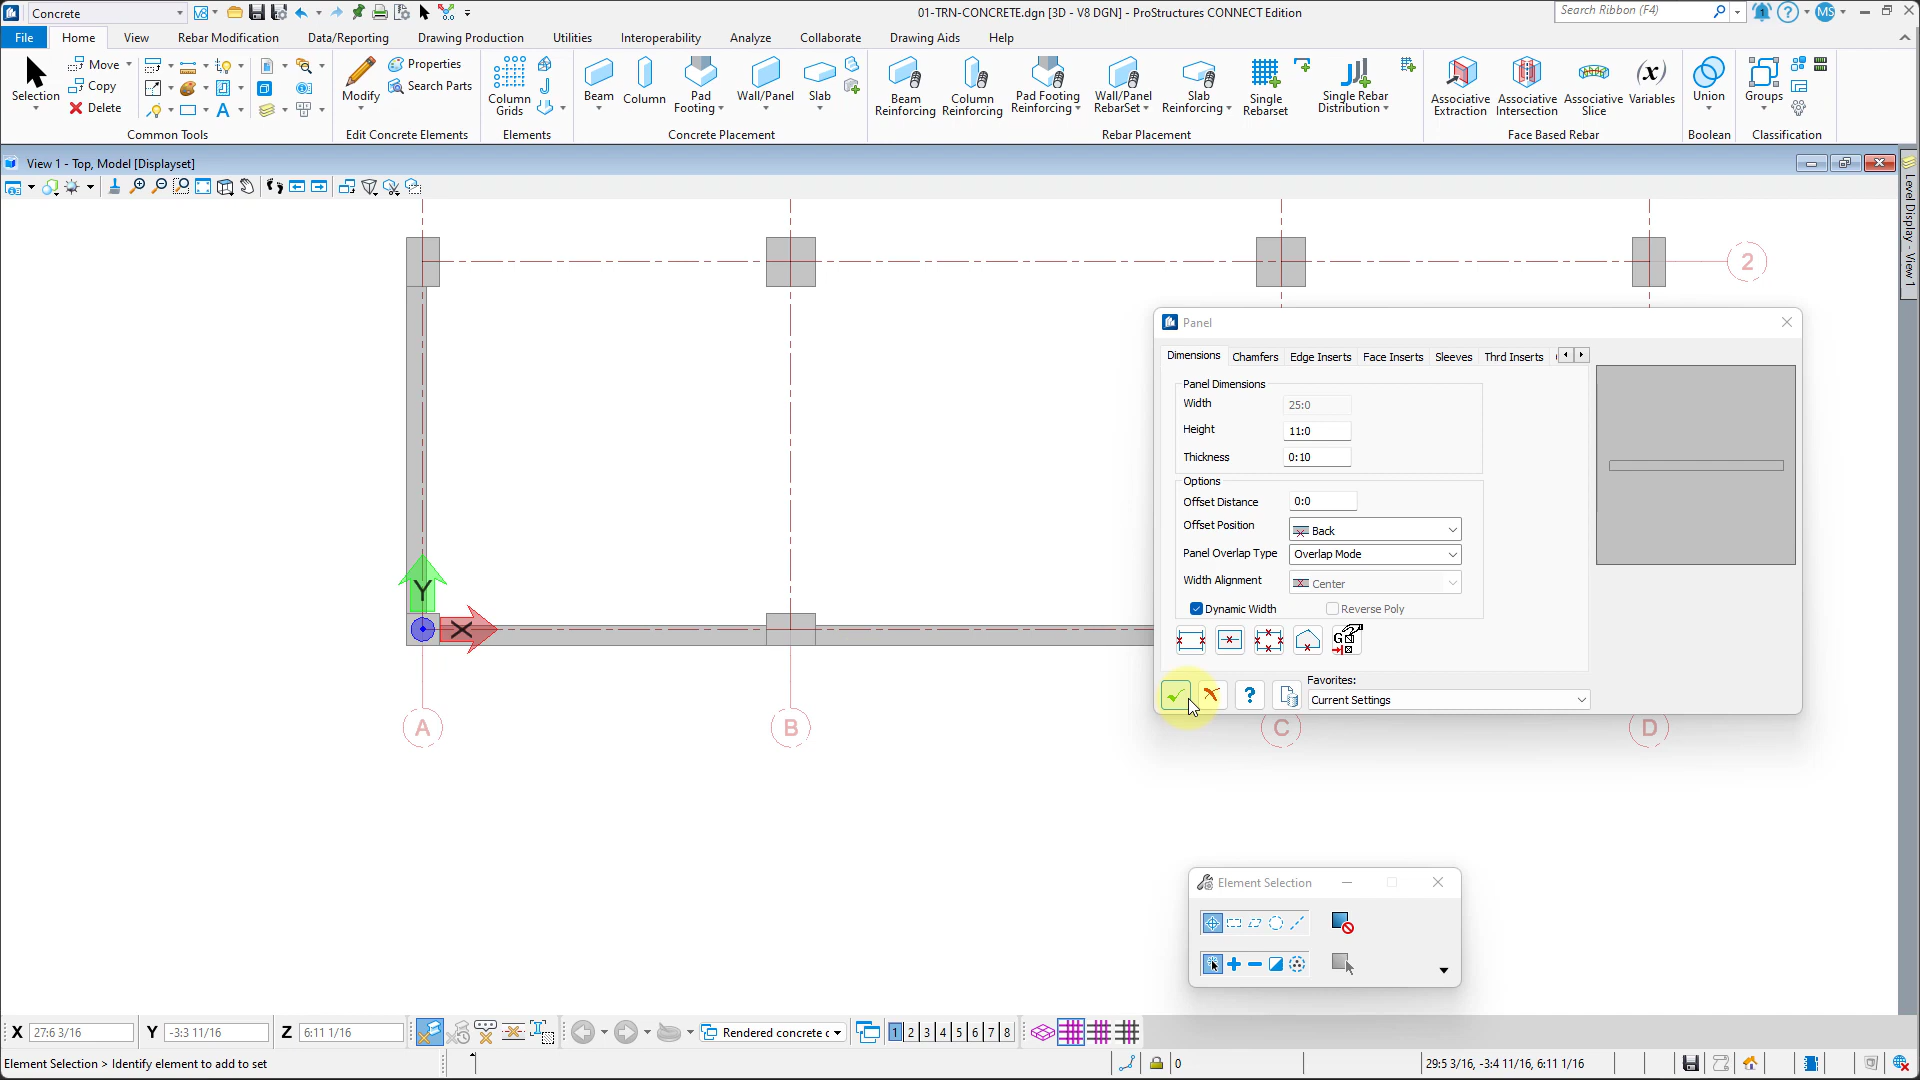 Concrete
01-TRN-CONCRETE.dgn [3D - V8 DGN] - ProStructures CONNECT Edition
Search Ribbon (F4)
MS
File Home View Rebar Modification Data/Reporting Drawing Production Utilities Interoperability Analyze Collaborate Drawing Aids Help
Selection
Move
Copy
Delete
Common Tools
Modify
Properties
Search Parts
Edit Concrete Elements
Column Grids
Elements
Beam
Column
Pad Footing
Wall/Panel
Slab
Concrete Placement
Beam Reinforcing
Column Reinforcing
Pad Footing Reinforcing
Wall/Panel RebarSet
Slab Reinforcing
Single Rebarset
Single Rebar Distribution
Rebar Placement
Associative Extraction
Associative Intersection
Associative Slice
Variables
Face Based Rebar
Union
Boolean
Groups
Classification
View 1 - Top, Model [Displayset]
Level Display - View 1
2
Y
X
A
B
C
D
Panel
Dimensions Chamfers Edge Inserts Face Inserts Sleeves Thrd Inserts
Panel Dimensions
Width 25:0
Height 11:0
Thickness 0:10
Options
Offset Distance 0:0
Offset Position Back
Panel Overlap Type Overlap Mode
Width Alignment Center
Dynamic Width Reverse Poly
Favorites:
Current Settings
Element Selection
X 27:6 3/16 Y -3:3 11/16 Z 6:11 1/16
Rendered concrete c
1 2 3 4 5 6 7 8
Element Selection > Identify element to add to set
0
29:5 3/16, -3:4 11/16, 6:11 1/16